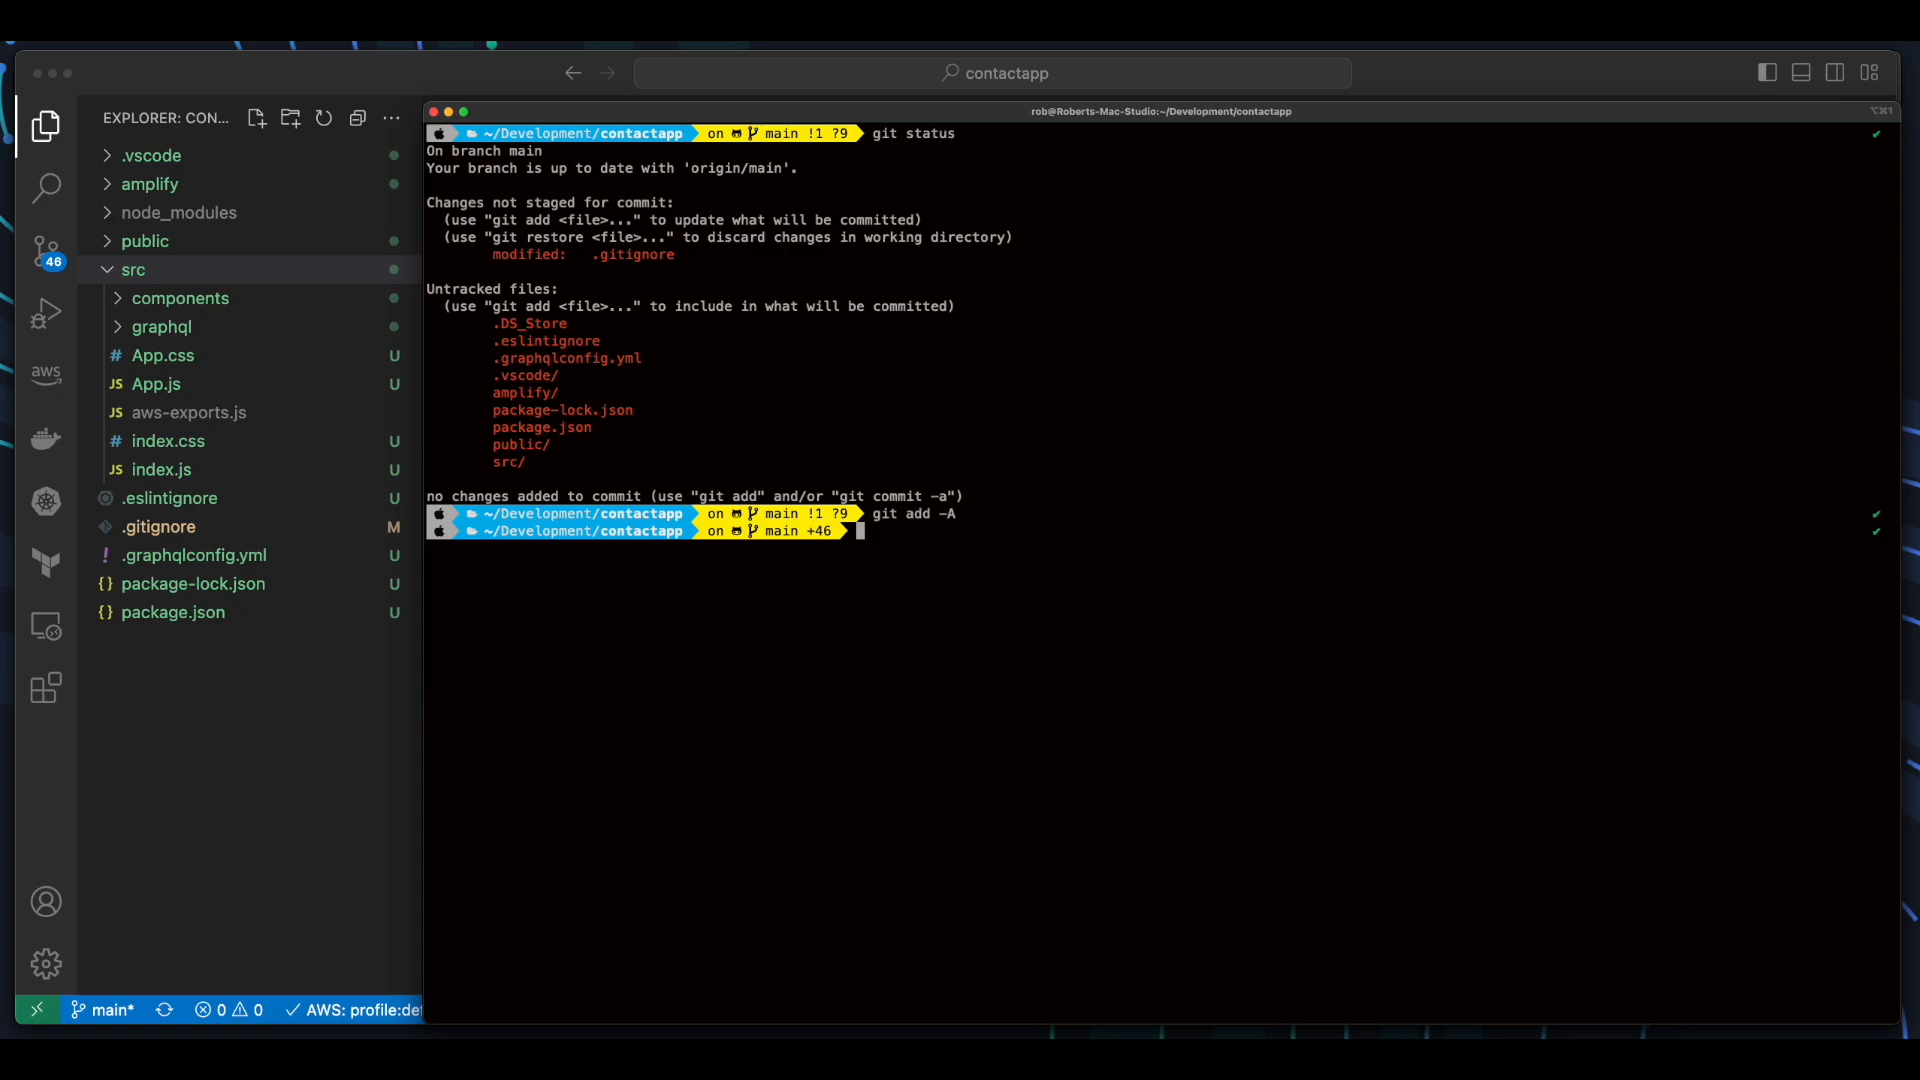 contactapp
EXPLORER: CON...
.vscode
amplify
node_modules
public
src
components
graphql
# App.css U
JS App.js U
JS aws-exports.js
# index.css U
JS index.js U
.eslintignore U
.gitignore M
! .graphqlconfig.yml U
{} package-lock.json U
{} package.json U
46
aws
main*
0 0
AWS: profile:def
rob@Roberts-Mac-Studio:~/Development/contactapp
⌥⌘1
~/Development/contactapp on main !1 ?9 git status ✔
On branch main
Your branch is up to date with 'origin/main'.
Changes not staged for commit:
(use "git add <file>..." to update what will be committed)
(use "git restore <file>..." to discard changes in working directory)
modified: .gitignore
Untracked files:
(use "git add <file>..." to include in what will be committed)
.DS_Store
.eslintignore
.graphqlconfig.yml
.vscode/
amplify/
package-lock.json
package.json
public/
src/
no changes added to commit (use "git add" and/or "git commit -a")
~/Development/contactapp on main !1 ?9 git add -A ✔
~/Development/contactapp on main +46 ✔